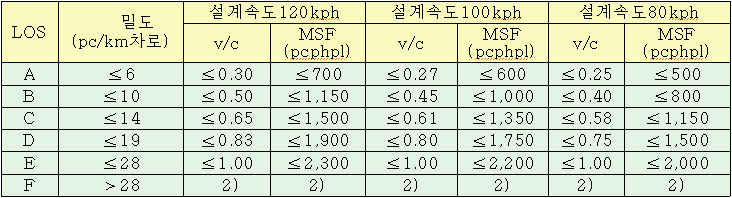 LOS 밀도 (pc/km차로) 설계속도120kph 설계속도100kph 설계속도80kph
v/c MSF (pcphpl) v/c MSF (pcphpl) v/c MSF (pcphpl)
A ≤6 ≤0.30 ≤700 ≤0.27 ≤600 ≤0.25 ≤500
B ≤10 ≤0.50 ≤1,150 ≤0.45 ≤1,000 ≤0.40 ≤800
C ≤14 ≤0.65 ≤1,500 ≤0.61 ≤1,350 ≤0.58 ≤1,150
D ≤19 ≤0.83 ≤1,900 ≤0.80 ≤1,750 ≤0.75 ≤1,500
E ≤28 ≤1.00 ≤2,300 ≤1.00 ≤2,200 ≤1.00 ≤2,000
F >28 2) 2) 2) 2) 2) 2)